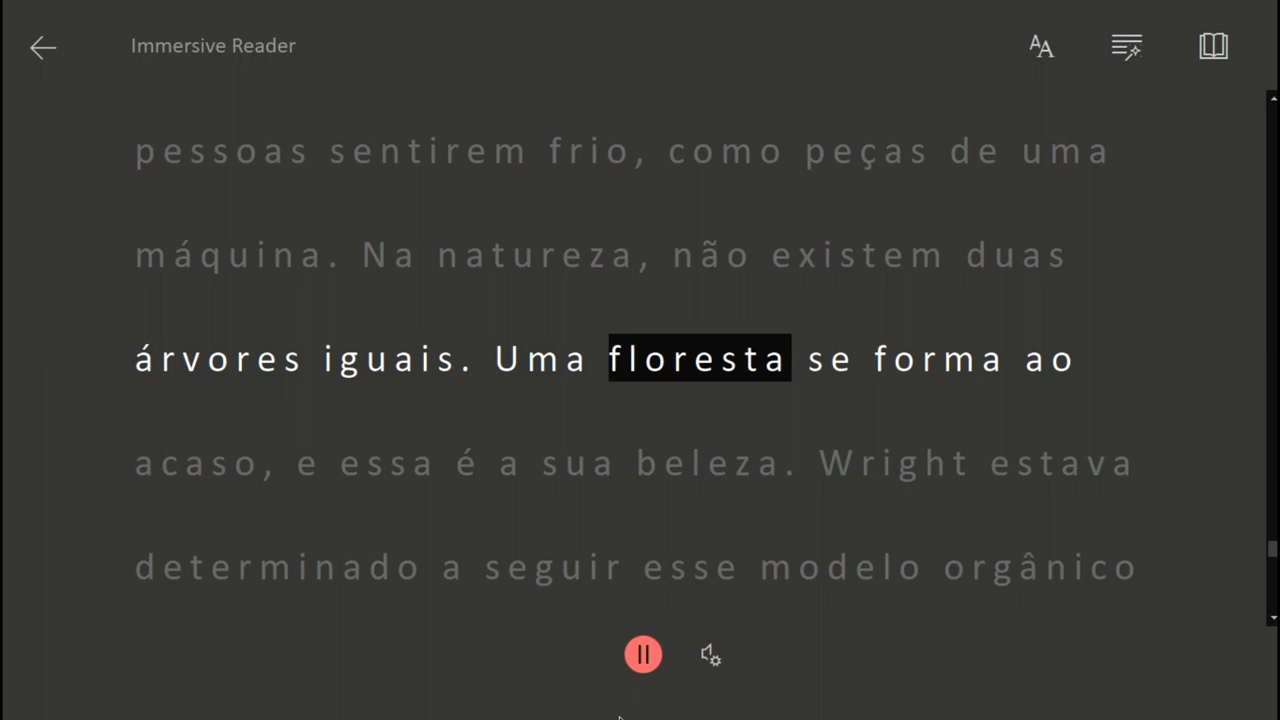 Immersive Reader
pessoas sentirem frio, como peças de uma
máquina. Na natureza, não existem duas
árvores iguais. Uma floresta se forma ao
acaso, e essa é a sua beleza. Wright estava
determinado a seguir esse modelo orgânico